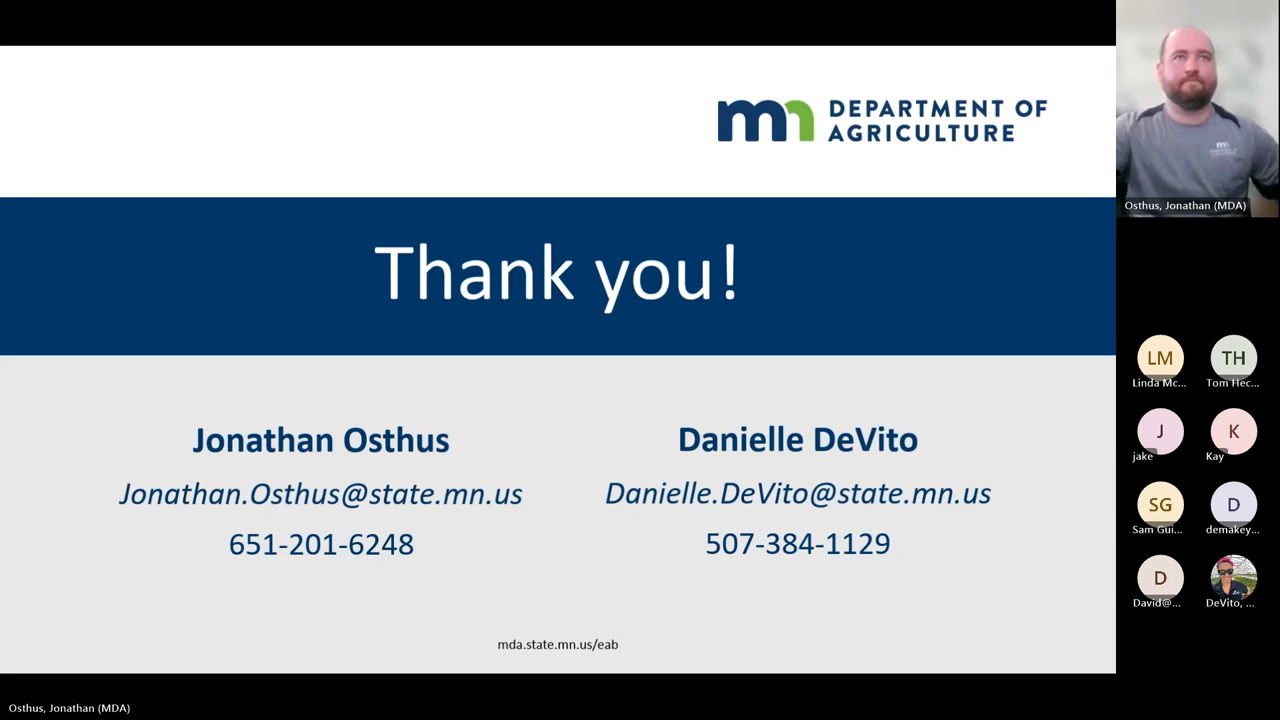 mn DEPARTMENT OF
AGRICULTURE
Thank you!
Jonathan Osthus
Jonathan.Osthus@state.mn.us
651-201-6248
Danielle DeVito
Danielle.DeVito@state.mn.us
507-384-1129
mda.state.mn.us/eab
Osthus, Jonathan (MDA)
mn
Osthus, Jonathan (MDA)
LM
Linda Mc...
TH
Tom Hec...
J
jake
K
Kay
SG
Sam Gui...
D
demakey...
D
David@...
DeVito, ...